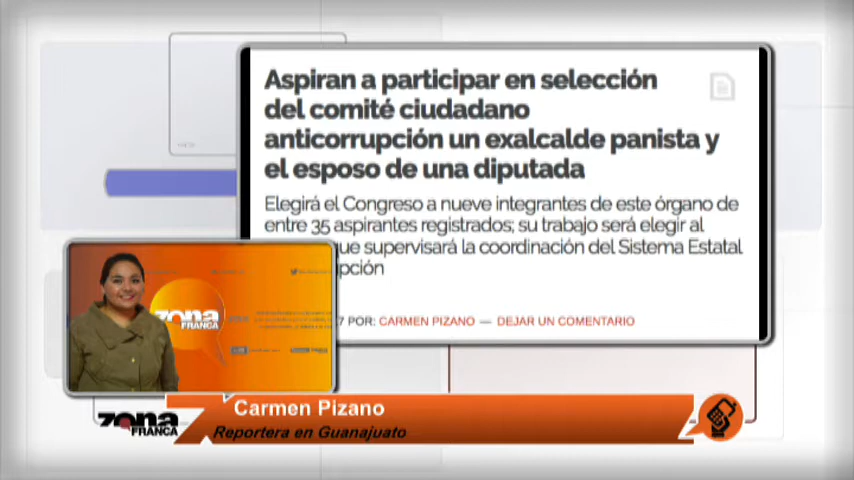 Aspiran a participar en selección
del comité ciudadano
anticorrupción un exalcalde panista y
el esposo de una diputada
Elegirá el Congreso a nueve integrantes de este órgano de
entre 35 aspirantes registrados; su trabajo será elegir al
que supervisará la coordinación del Sistema Estatal
7 POR: CARMEN PIZANO — DEJAR UN COMENTARIO
zona
FRANCA
Carmen Pizano
Reportera en Guanajuato
zona
FRANCA